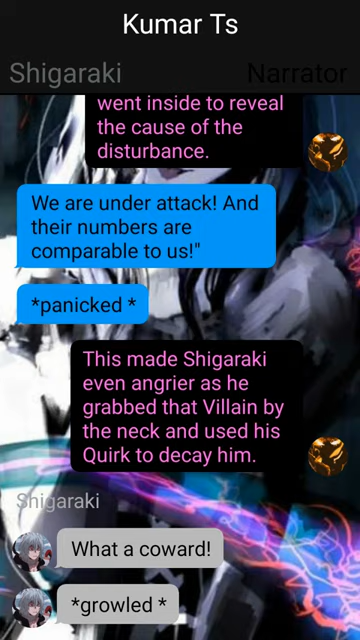 Kumar Ts
Shigaraki
Narrator
went inside to reveal
the cause of the
disturbance.
We are under attack! And
their numbers are
comparable to us!"
*panicked *
This made Shigaraki
even angrier as he
grabbed that Villain by
the neck and used his
Quirk to decay him.
Shigaraki
What a coward!
*growled *